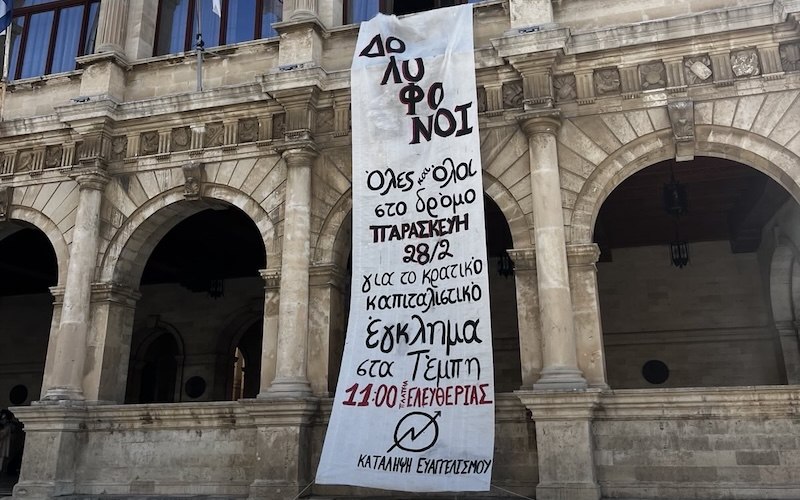 ΔΟ
ΛΥ
ΦΟ
ΝΟΙ
Όλες και όλοι
στο δρόμο
ΠΑΡΑΣΚΕΥΗ
28/2
για το κρατικό
καπιταλιστικό
έγκλημα
στα Τέμπη
11:00 ΠΛΑΤΕΙΑ ΕΛΕΥΘΕΡΙΑΣ
ΚΑΤΑΛΗΨΗ ΕΥΑΓΓΕΛΙΣΜΟΥ